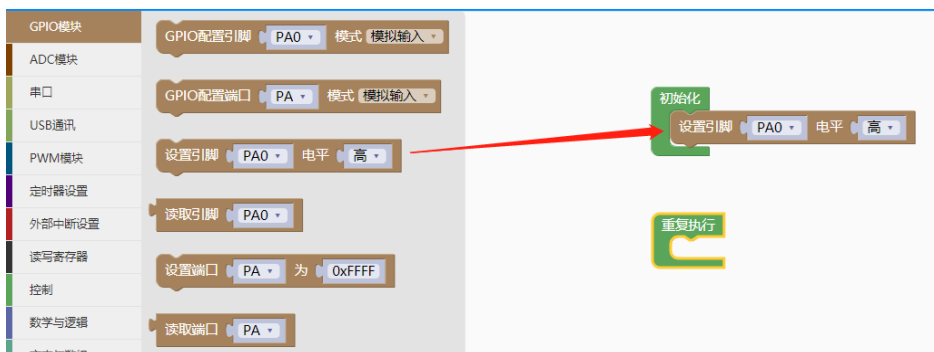 GPIO模块
ADC模块
串口
USB通讯
PWM模块
定时器设置
外部中断设置
读写寄存器
控制
数学与逻辑
GPIO配置引脚 PA0 模式 模拟输入
GPIO配置端口 PA 模式 模拟输入
设置引脚 PA0 电平 高
读取引脚 PA0
设置端口 PA 为 0xFFFF
读取端口 PA
初始化
设置引脚 PA0 电平 高
重复执行